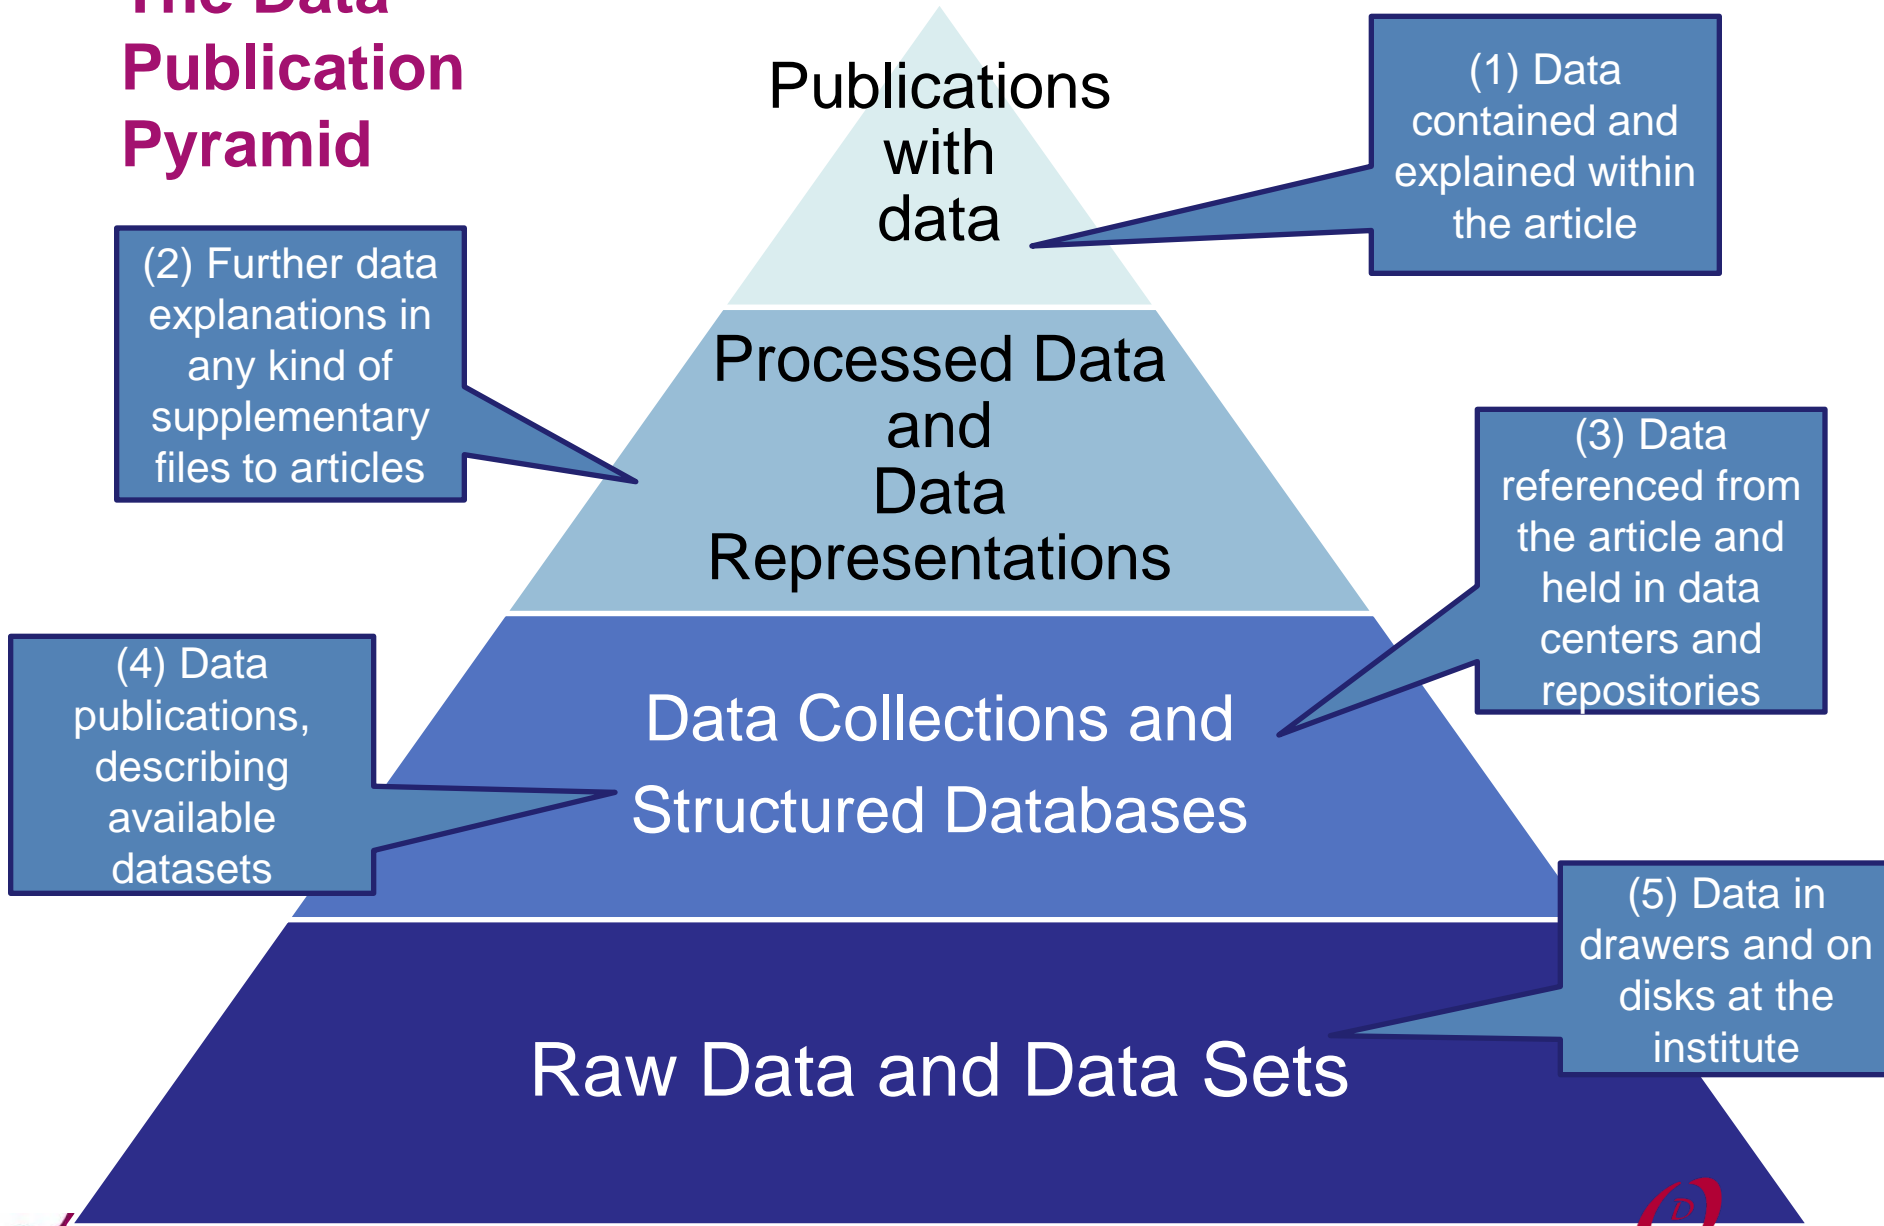 The Data
Publication
Pyramid
Publications
with
data
(1) Data
contained and
explained within
the article
(2) Further data
explanations in
any kind of
supplementary
files to articles
Processed Data
and
Data
Representations
(3) Data
referenced from
the article and
held in data
centers and
repositories
(4) Data
publications,
describing
available
datasets
Data Collections and
Structured Databases
(5) Data in
drawers and on
disks at the
institute
Raw Data and Data Sets
D